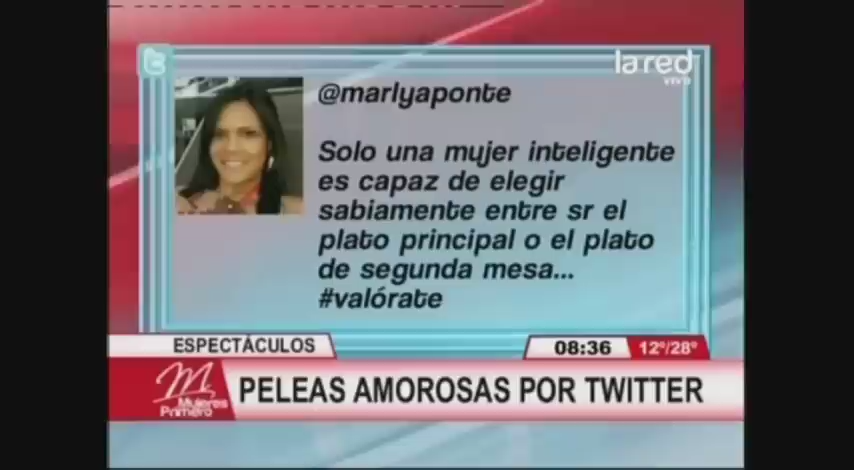 la red
vivo
@marlyaponte
Solo una mujer inteligente
es capaz de elegir
sabiamente entre sr el
plato principal o el plato
de segunda mesa...
#valórate
ESPECTÁCULOS
08:36
12°/28°
M
Mujeres
Primero
PELEAS AMOROSAS POR TWITTER